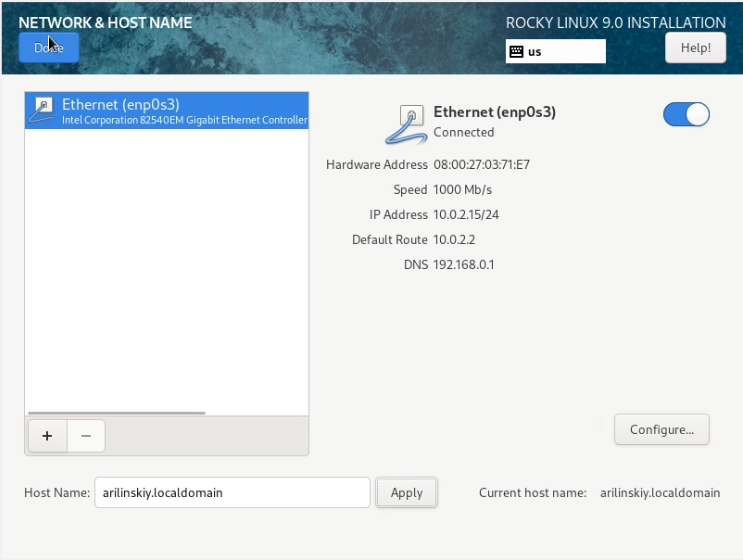 NETWORK & HOST NAME
ROCKY LINUX 9.0 INSTALLATION
Done
us
Help!
Ethernet (enp0s3)
Intel Corporation 82540EM Gigabit Ethernet Controller
Ethernet (enp0s3)
Connected
Hardware Address 08:00:27:03:71:E7
Speed 1000 Mb/s
IP Address 10.0.2.15/24
Default Route 10.0.2.2
DNS 192.168.0.1
+ −
Configure...
Host Name: arilinskiy.localdomain Apply Current host name: arilinskiy.localdomain